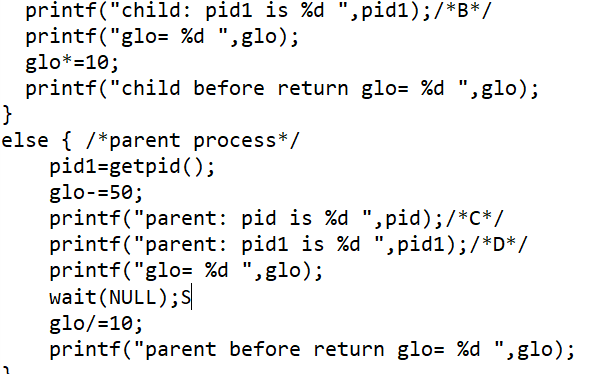 printf("child: pid1 is %d ",pid1);/*B*/
printf("glo= %d ",glo);
glo*=10;
printf("child before return glo= %d ",glo);
}
else { /*parent process*/
pid1=getpid();
glo-=50;
printf("parent: pid is %d ",pid);/*C*/
printf("parent: pid1 is %d ",pid1);/*D*/
printf("glo= %d ",glo);
wait(NULL);S
glo/=10;
printf("parent before return glo= %d ",glo);
}